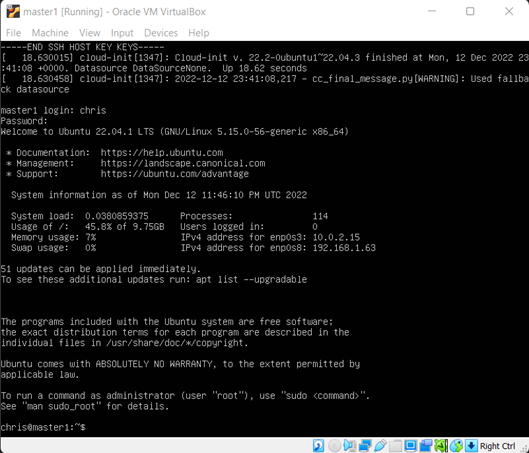 master1 [Running] - Oracle VM VirtualBox
File Machine View Input Devices Help
-----END SSH HOST KEY KEYS-----
[   18.630015] cloud-init[1347]: Cloud-init v. 22.2-0ubuntu1~22.04.3 finished at Mon, 12 Dec 2022 23
:41:08 +0000. Datasource DataSourceNone.  Up 18.62 seconds
[   18.630458] cloud-init[1347]: 2022-12-12 23:41:08,217 - cc_final_message.py[WARNING]: Used fallba
ck datasource
master1 login: chris
Password:
Welcome to Ubuntu 22.04.1 LTS (GNU/Linux 5.15.0-56-generic x86_64)
 * Documentation:  https://help.ubuntu.com
 * Management:     https://landscape.canonical.com
 * Support:        https://ubuntu.com/advantage
  System information as of Mon Dec 12 11:46:10 PM UTC 2022
  System load:  0.0380859375      Processes:               114
  Usage of /:   45.8% of 9.75GB   Users logged in:         0
  Memory usage: 7%                IPv4 address for enp0s3: 10.0.2.15
  Swap usage:   0%                IPv4 address for enp0s8: 192.168.1.63
51 updates can be applied immediately.
To see these additional updates run: apt list --upgradable
The programs included with the Ubuntu system are free software;
the exact distribution terms for each program are described in the
individual files in /usr/share/doc/*/copyright.
Ubuntu comes with ABSOLUTELY NO WARRANTY, to the extent permitted by
applicable law.
To run a command as administrator (user "root"), use "sudo <command>".
See "man sudo_root" for details.
chris@master1:~$
Right Ctrl